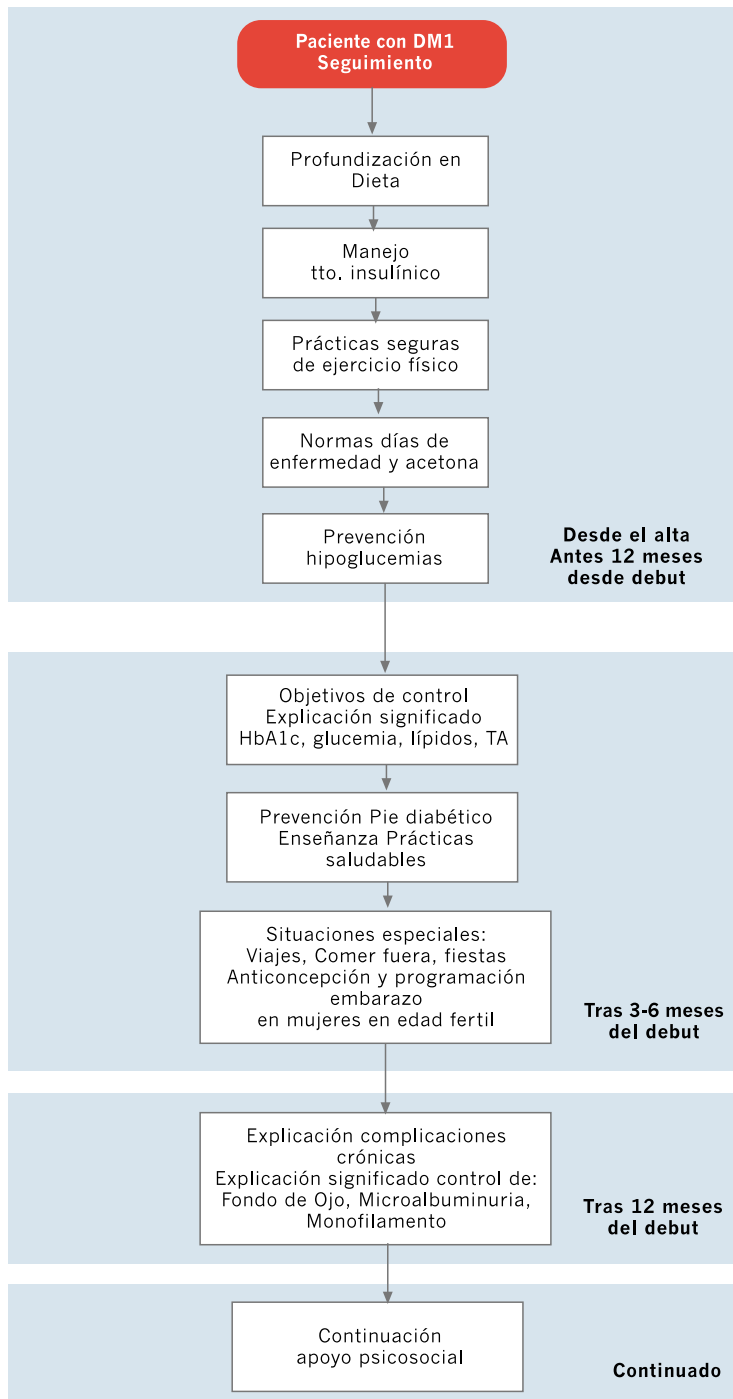 Paciente con DM1
Seguimiento
Profundización en
Dieta
Manejo
tto. insulínico
Prácticas seguras
de ejercicio físico
Normas días de
enfermedad y acetona
Prevención
hipoglucemias
Desde el alta
Antes 12 meses
desde debut
Objetivos de control
Explicación significado
HbA1c, glucemia, lípidos, TA
Prevención Pie diabético
Enseñanza Prácticas
saludables
Situaciones especiales:
Viajes, Comer fuera, fiestas
Anticoncepción y programación
embarazo
en mujeres en edad fertil
Tras 3-6 meses
del debut
Explicación complicaciones
crónicas
Explicación significado control de:
Fondo de Ojo, Microalbuminuria,
Monofilamento
Tras 12 meses
del debut
Continuación
apoyo psicosocial
Continuado